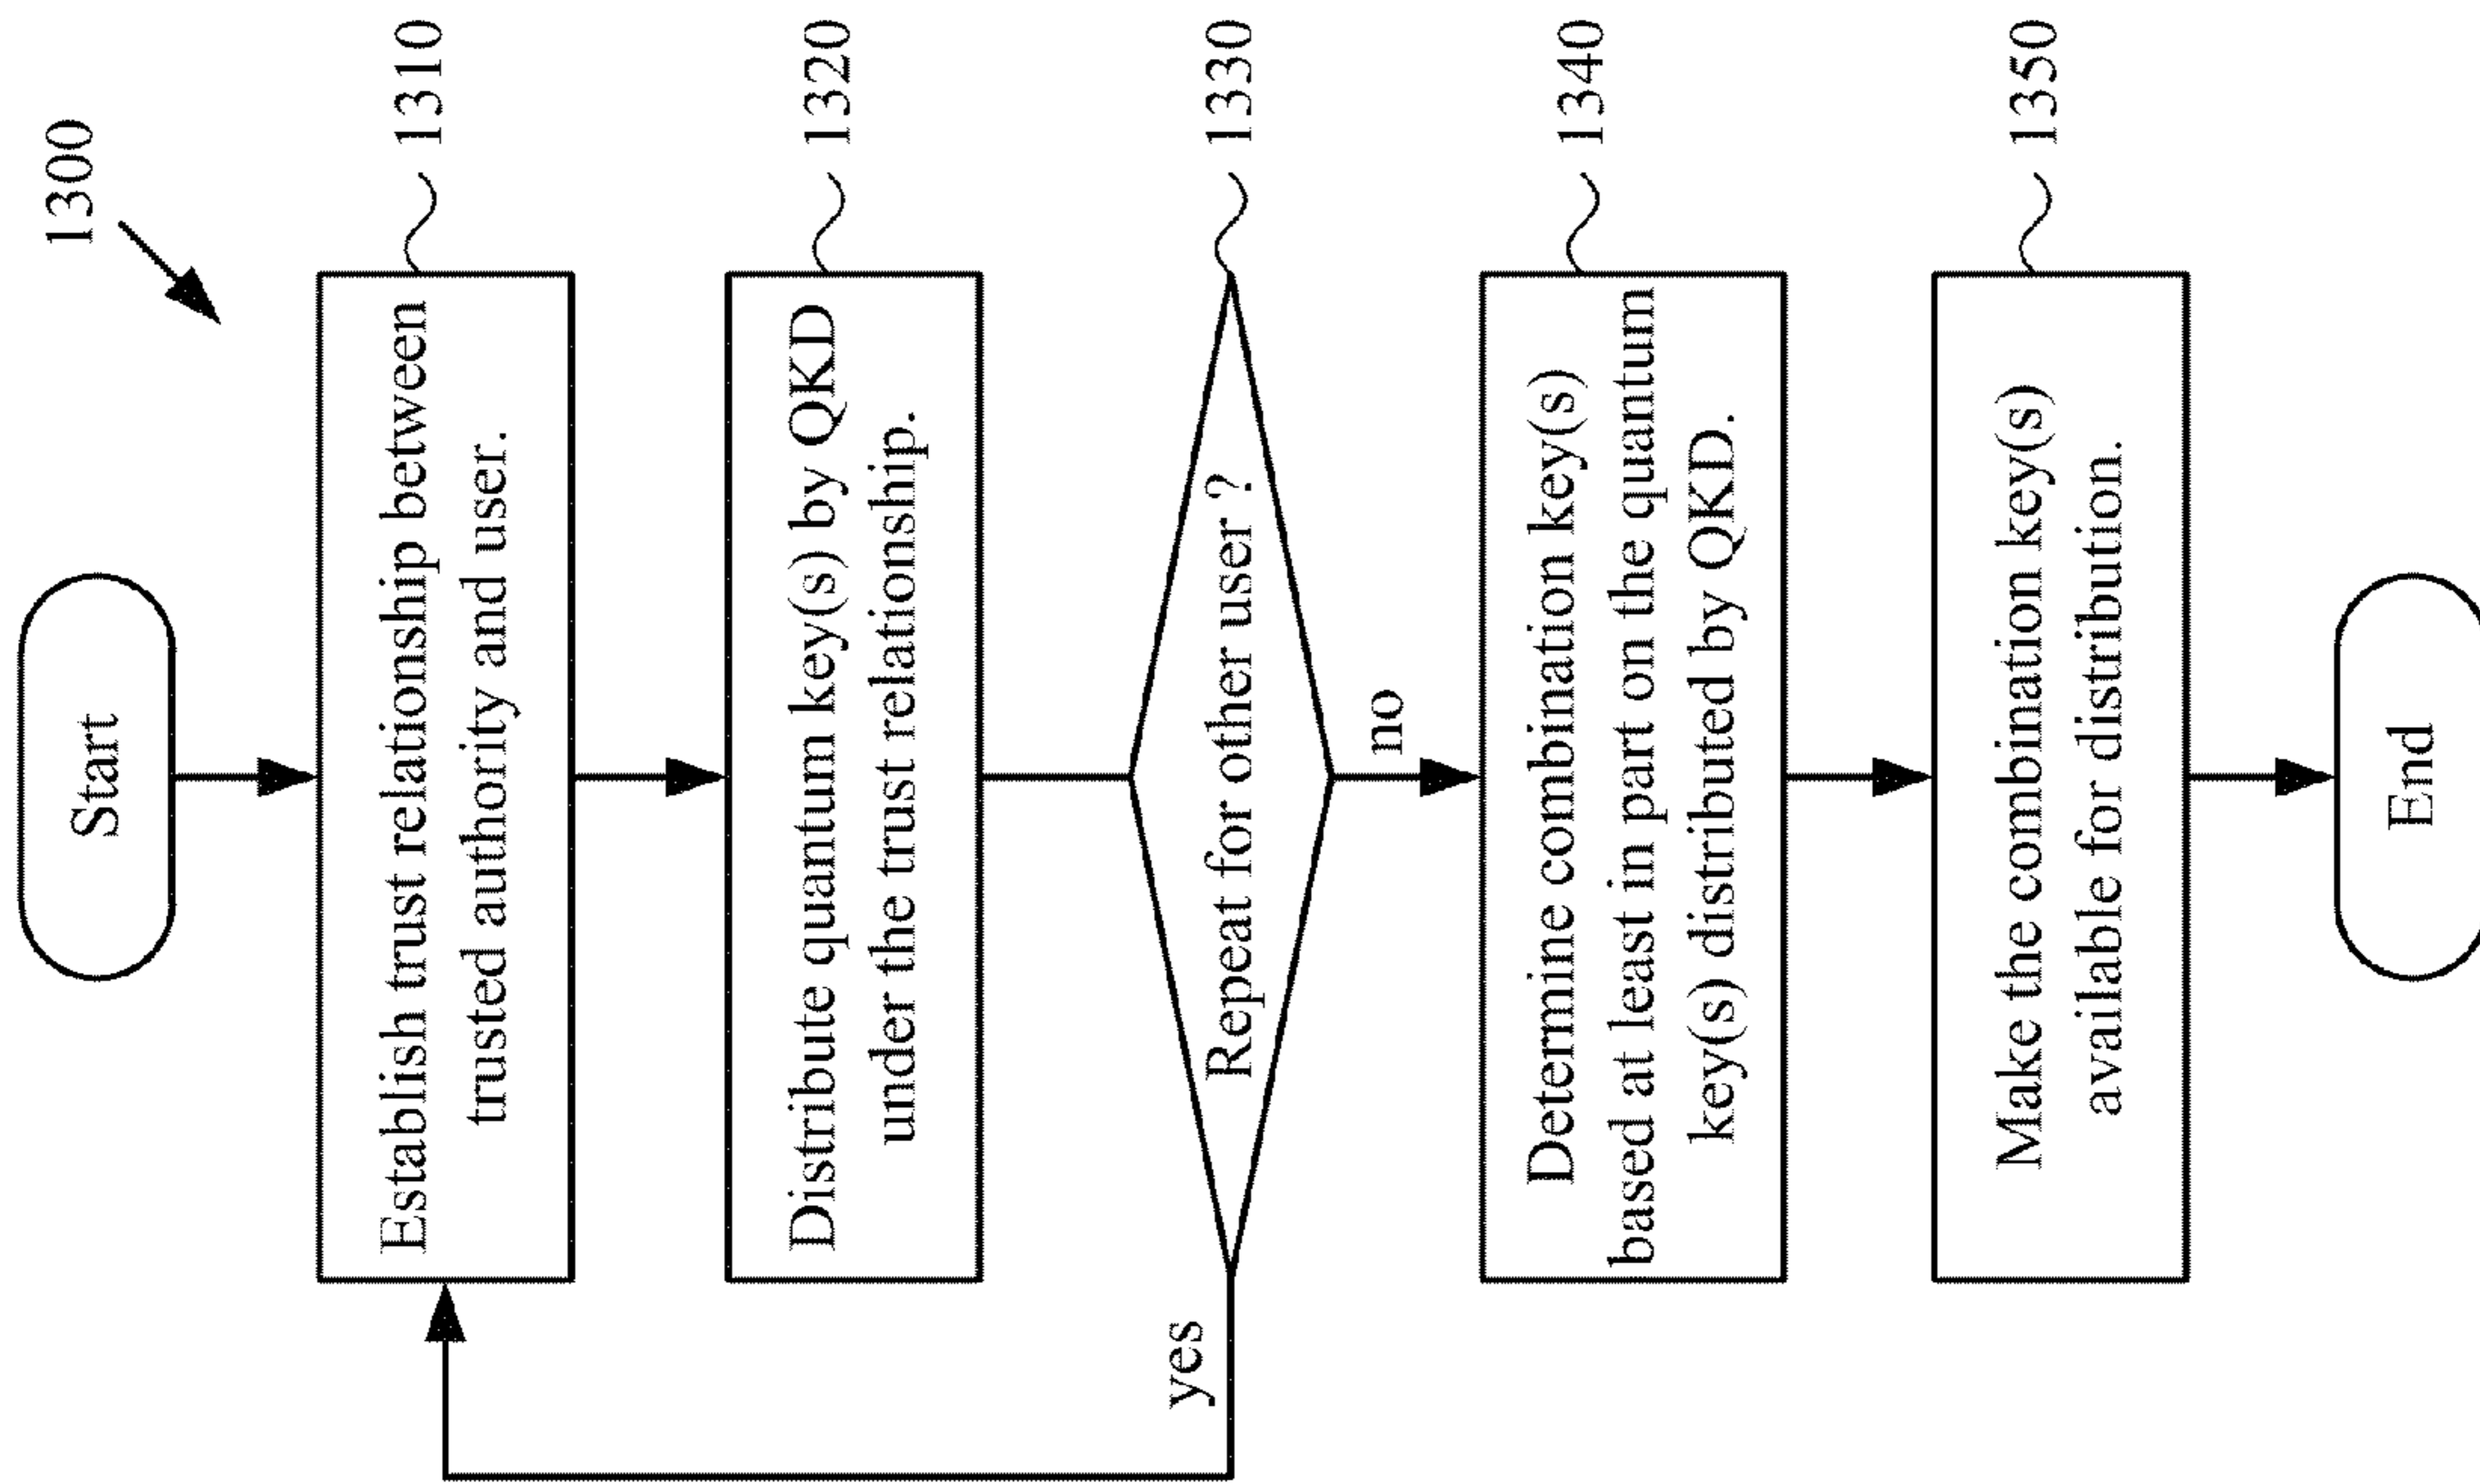 1300
Start
Establish trust relationship between
trusted authority and user.
1310
Distribute quantum key(s) by QKD
under the trust relationship.
1320
Repeat for other user ?
1330
yes
no
Determine combination key(s)
based at least in part on the quantum
key(s) distributed by QKD.
1340
Make the combination key(s)
available for distribution.
1350
End